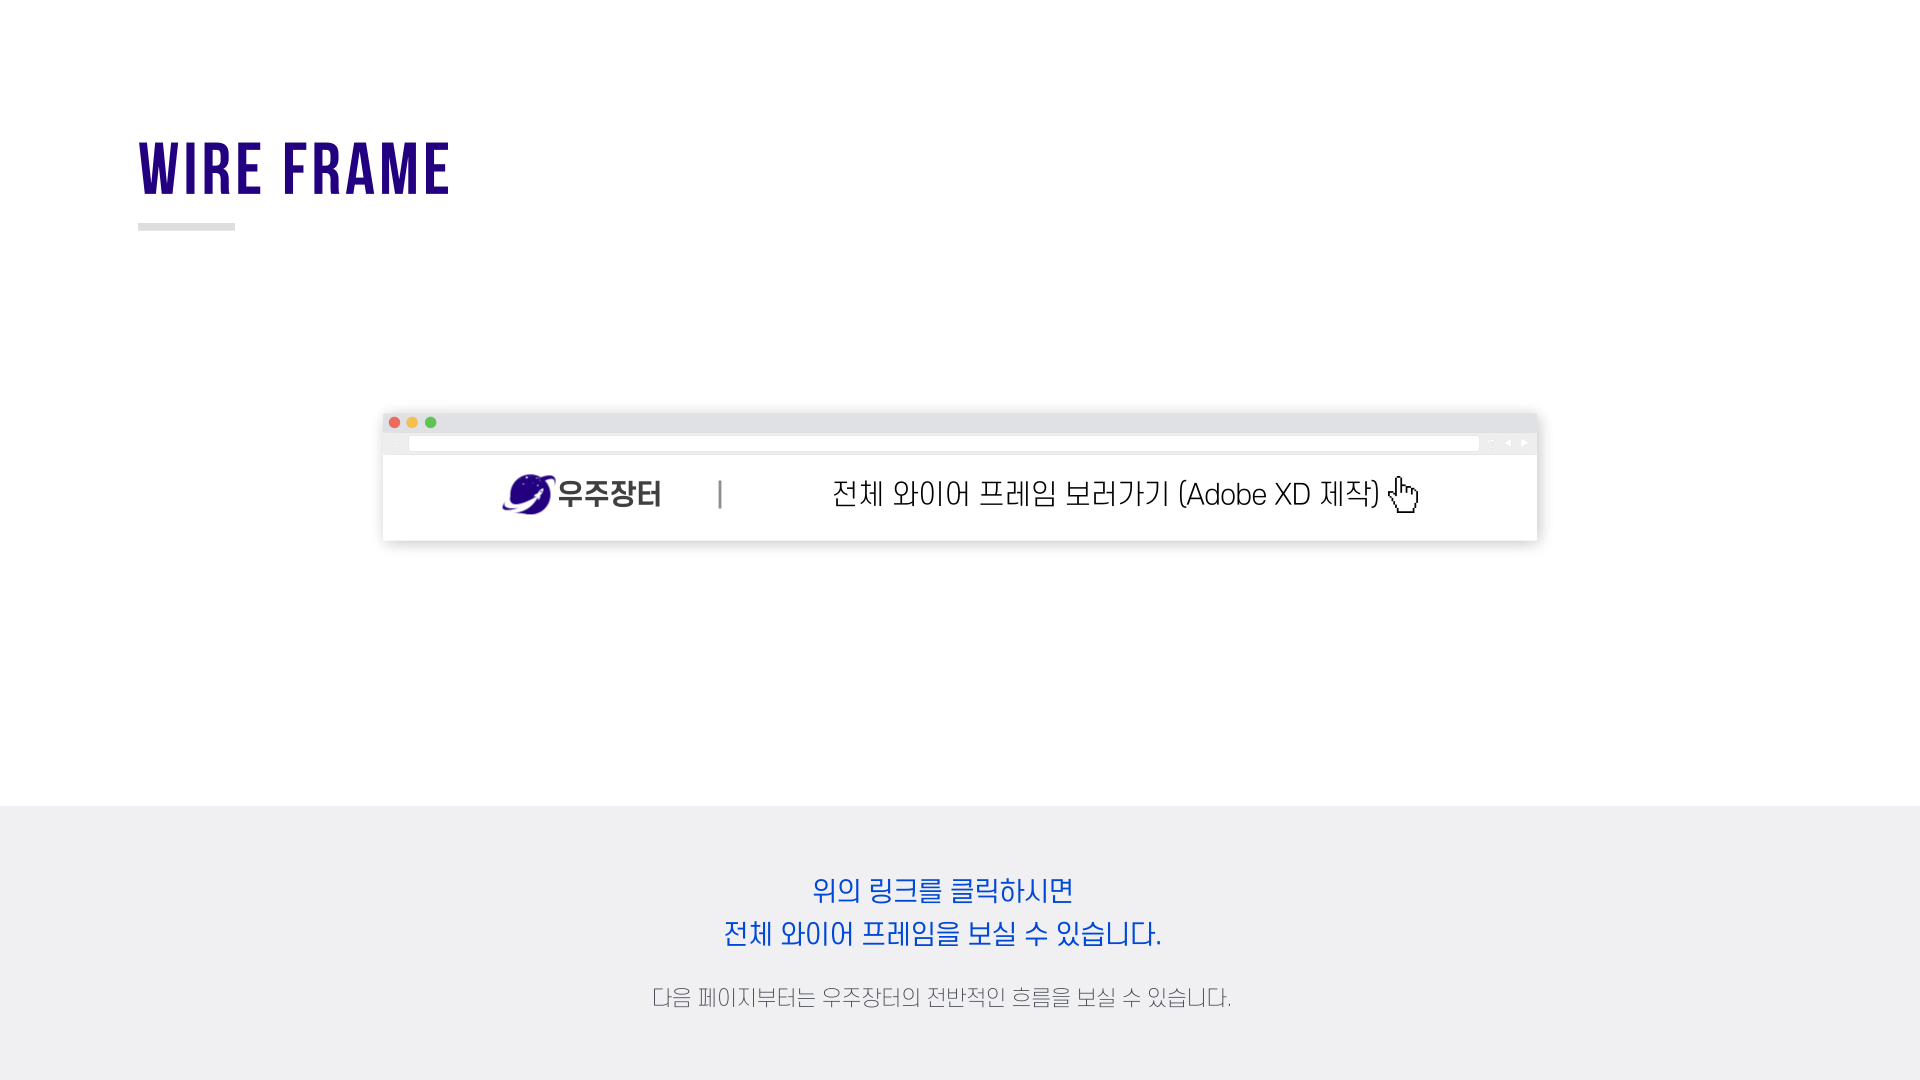 WIRE FRAME
우주장터 | 전체 와이어 프레임 보러가기 (Adobe XD 제작)
위의 링크를 클릭하시면
전체 와이어 프레임을 보실 수 있습니다.
다음 페이지부터는 우주장터의 전반적인 흐름을 보실 수 있습니다.